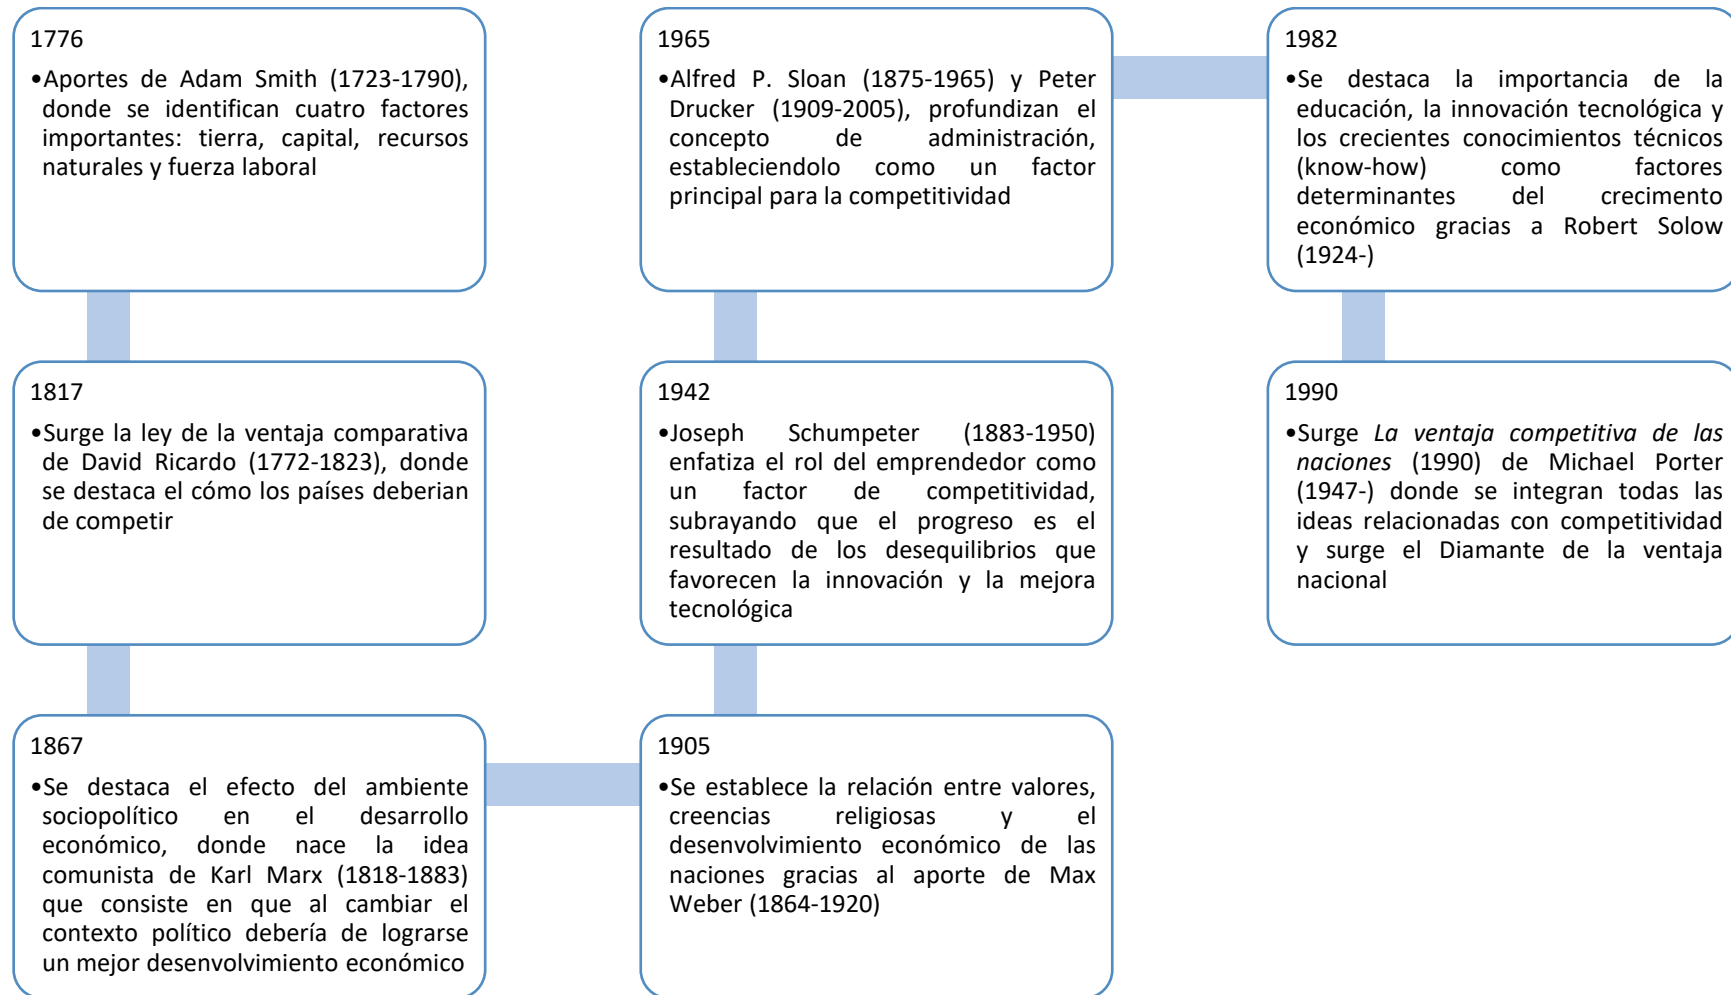 1776
•Aportes de Adam Smith (1723-1790),
donde se identifican cuatro factores
importantes: tierra, capital, recursos
naturales y fuerza laboral
1817
•Surge la ley de la ventaja comparativa
de David Ricardo (1772-1823), donde
se destaca el cómo los países deberian
de competir
1867
•Se destaca el efecto del ambiente
sociopolítico en el desarrollo
económico, donde nace la idea
comunista de Karl Marx (1818-1883)
que consiste en que al cambiar el
contexto político debería de lograrse
un mejor desenvolvimiento económico
1905
•Se establece la relación entre valores,
creencias religiosas y el
desenvolvimiento económico de las
naciones gracias al aporte de Max
Weber (1864-1920)
1942
•Joseph Schumpeter (1883-1950)
enfatiza el rol del emprendedor como
un factor de competitividad,
subrayando que el progreso es el
resultado de los desequilibrios que
favorecen la innovación y la mejora
tecnológica
1965
•Alfred P. Sloan (1875-1965) y Peter
Drucker (1909-2005), profundizan el
concepto de administración,
estableciendolo como un factor
principal para la competitividad
1982
•Se destaca la importancia de la
educación, la innovación tecnológica y
los crecientes conocimientos técnicos
(know-how) como factores
determinantes del crecimento
económico gracias a Robert Solow
(1924-)
1990
•Surge La ventaja competitiva de las
naciones (1990) de Michael Porter
(1947-) donde se integran todas las
ideas relacionadas con competitividad
y surge el Diamante de la ventaja
nacional